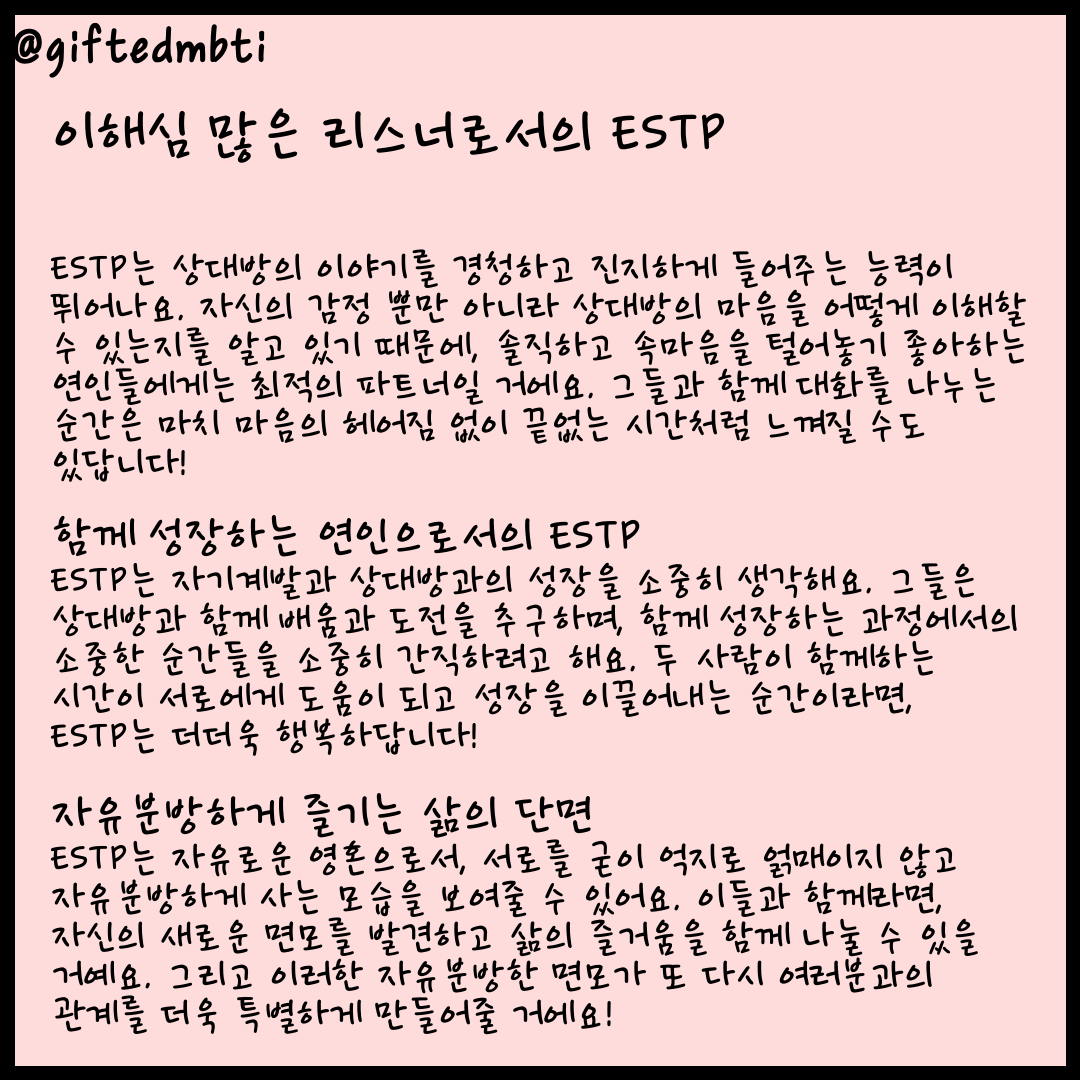 @giftedmbti
이해심 많은 리스너로서의 ESTP
ESTP는 상대방의 이야기를 경청하고 진지하게 들어주는 능력이
뛰어나요. 자신의 감정 뿐만 아니라 상대방의 마음을 어떻게 이해할
수 있는지를 알고 있기 때문에, 솔직하고 속마음을 털어놓기 좋아하는
연인들에게는 최적의 파트너일 거에요. 그들과 함께 대화를 나누는
순간은 마치 마음의 헤어짐 없이 끝없는 시간처럼 느껴질 수도
있답니다!
함께 성장하는 연인으로서의 ESTP
ESTP는 자기계발과 상대방과의 성장을 소중히 생각해요. 그들은
상대방과 함께 배움과 도전을 추구하며, 함께 성장하는 과정에서의
소중한 순간들을 소중히 간직하려고 해요. 두 사람이 함께하는
시간이 서로에게 도움이 되고 성장을 이끌어내는 순간이라면,
ESTP는 더더욱 행복하답니다!
자유분방하게 즐기는 삶의 단면
ESTP는 자유로운 영혼으로서, 서로를 굳이 억지로 얽매이지 않고
자유분방하게 사는 모습을 보여줄 수 있어요. 이들과 함께라면,
자신의 새로운 면모를 발견하고 삶의 즐거움을 함께 나눌 수 있을
거예요. 그리고 이러한 자유분방한 면모가 또 다시 여러분과의
관계를 더욱 특별하게 만들어줄 거에요!